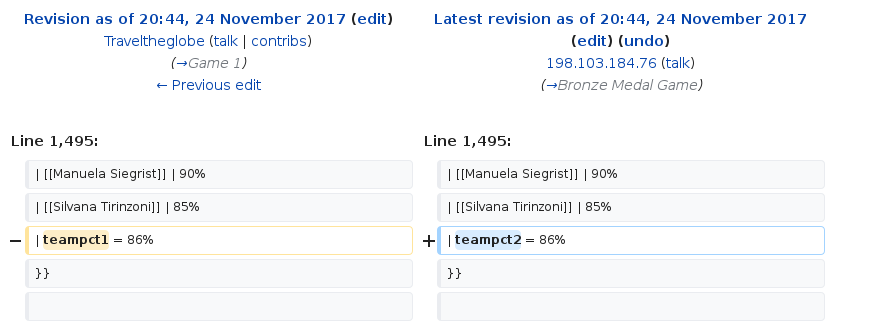 Revision as of 20:44, 24 November 2017 (edit)
Traveltheglobe (talk | contribs)
(→Game 1)
← Previous edit
Latest revision as of 20:44, 24 November 2017
(edit) (undo)
198.103.184.76 (talk)
(→Bronze Medal Game)
Line 1,495:
Line 1,495:
| [[Manuela Siegrist]] | 90%
| [[Manuela Siegrist]] | 90%
| [[Silvana Tirinzoni]] | 85%
| [[Silvana Tirinzoni]] | 85%
− | teampct1 = 86%
+ | teampct2 = 86%
}}
}}